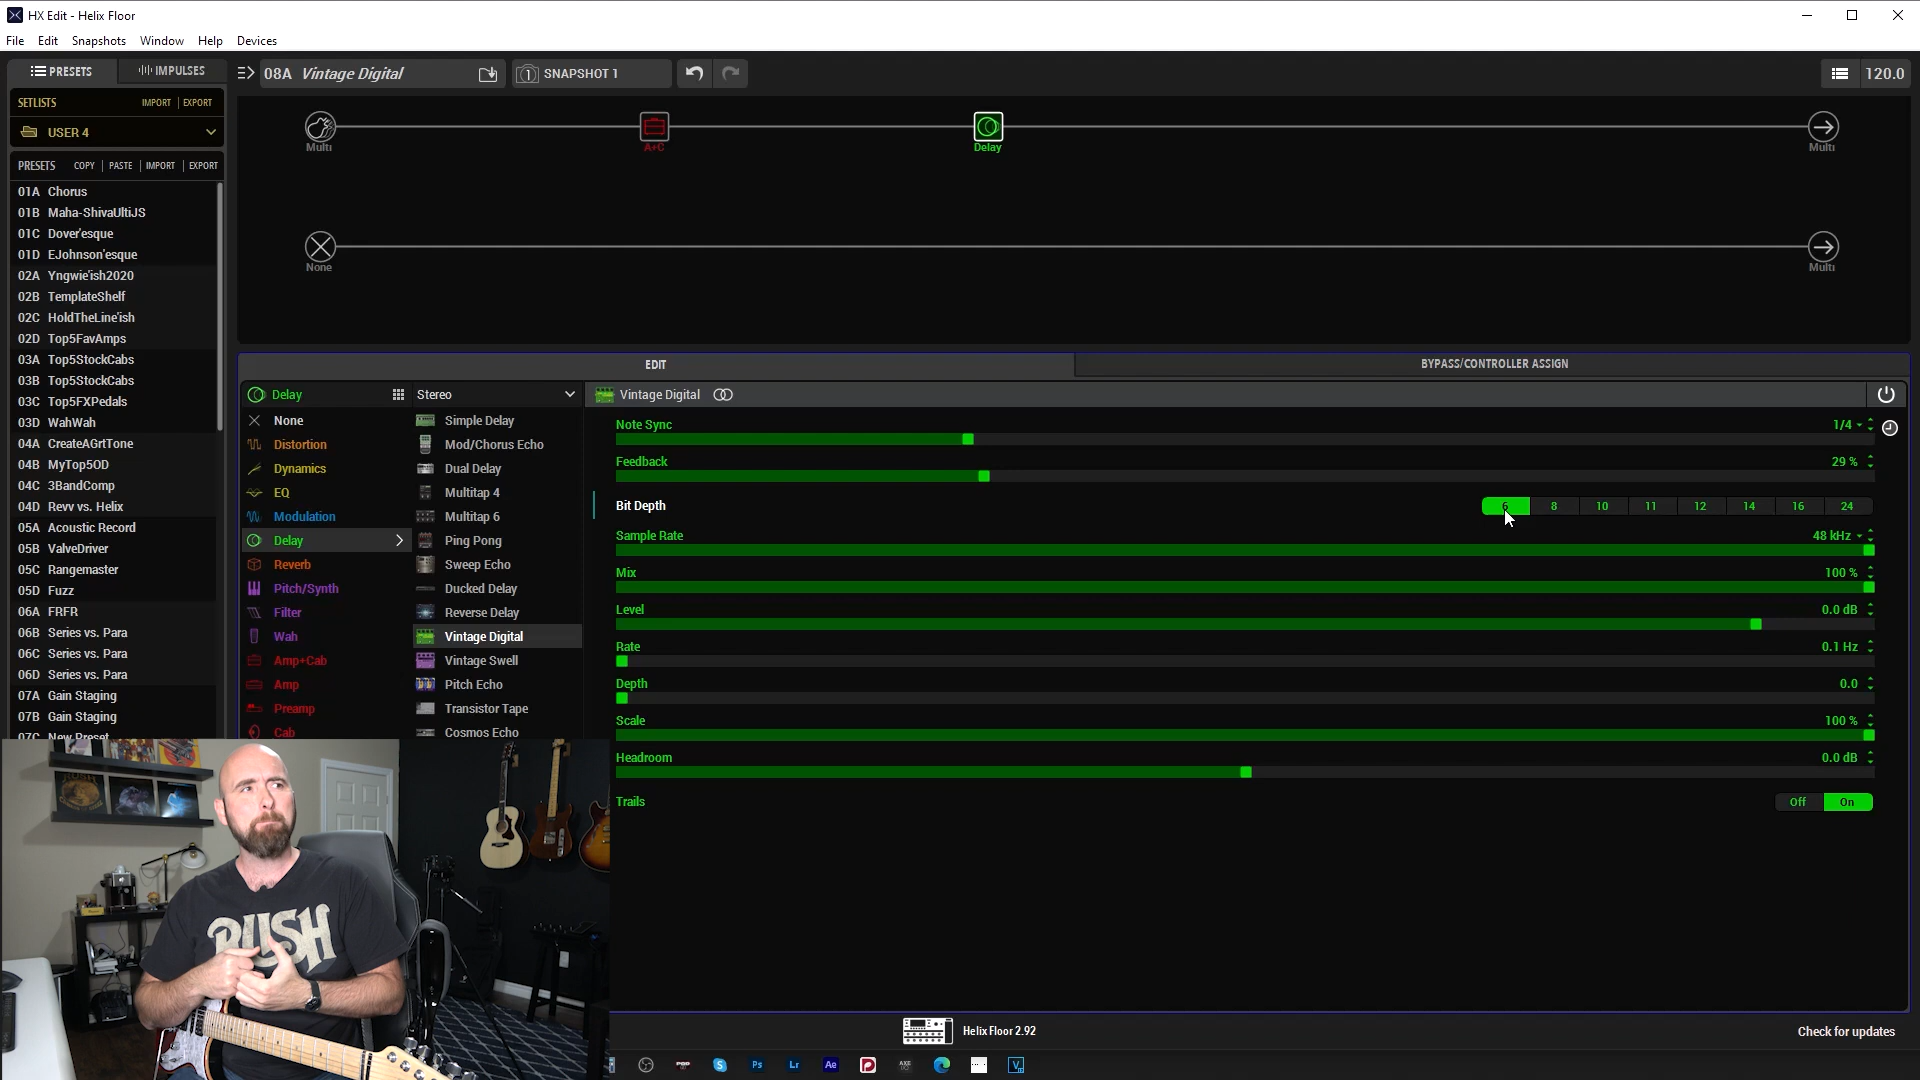 HX Edit - Helix Floor
File Edit Snapshots Window Help Devices
PRESETS IMPULSES
08A Vintage Digital
1 SNAPSHOT 1
120.0
SETLISTS IMPORT | EXPORT
USER 4
PRESETS COPY | PASTE | IMPORT | EXPORT
01A Chorus
01B Maha-ShivaUltiJS
01C Dover'esque
01D EJohnson'esque
02A Yngwie'ish2020
02B TemplateShelf
02C HoldTheLine'ish
02D Top5FavAmps
03A Top5StockCabs
03B Top5StockCabs
03C Top5FXPedals
03D WahWah
04A CreateAGrtTone
04B MyTop5OD
04C 3BandComp
04D Revv vs. Helix
05A Acoustic Record
05B ValveDriver
05C Rangemaster
05D Fuzz
06A FRFR
06B Series vs. Para
06C Series vs. Para
06D Series vs. Para
07A Gain Staging
07B Gain Staging
07C New Preset
Multi A+C Delay Multi
None Multi
EDIT BYPASS/CONTROLLER ASSIGN
Delay
None
Distortion
Dynamics
EQ
Modulation
Delay
Reverb
Pitch/Synth
Filter
Wah
Amp+Cab
Amp
Preamp
Cab
Stereo
Simple Delay
Mod/Chorus Echo
Dual Delay
Multitap 4
Multitap 6
Ping Pong
Sweep Echo
Ducked Delay
Reverse Delay
Vintage Digital
Vintage Swell
Pitch Echo
Transistor Tape
Cosmos Echo
Vintage Digital
Note Sync 1/4
Feedback 29 %
Bit Depth 6 8 10 11 12 14 16 24
Sample Rate 48 kHz
Mix 100 %
Level 0.0 dB
Rate 0.1 Hz
Depth 0.0
Scale 100 %
Headroom 0.0 dB
Trails Off On
RUSH
RUSH
Helix Floor 2.92
Check for updates
Ps Lr Ae